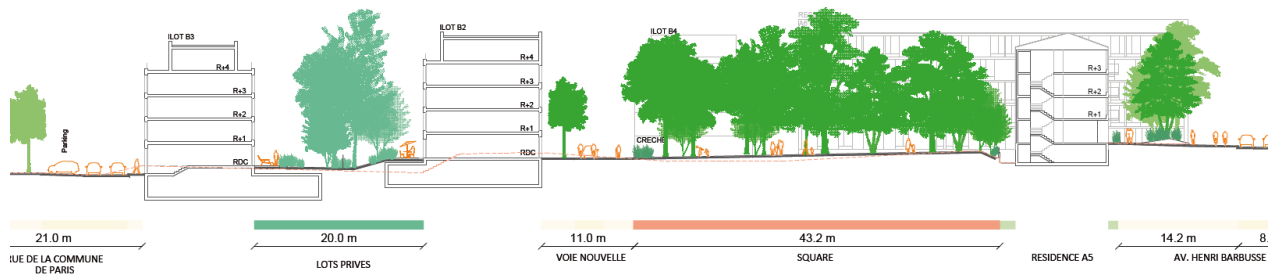 ILOT B3
R+4
R+3
R+2
R+1
RDC
Parking
ILOT B2
R+4
R+3
R+2
R+1
RDC
ILOT B4
CRECHE
R+3
R+2
R+1
21.0 m
20.0 m
11.0 m
43.2 m
14.2 m
8.
RUE DE LA COMMUNE
DE PARIS
LOTS PRIVES
VOIE NOUVELLE
SQUARE
RESIDENCE A5
AV. HENRI BARBUSSE